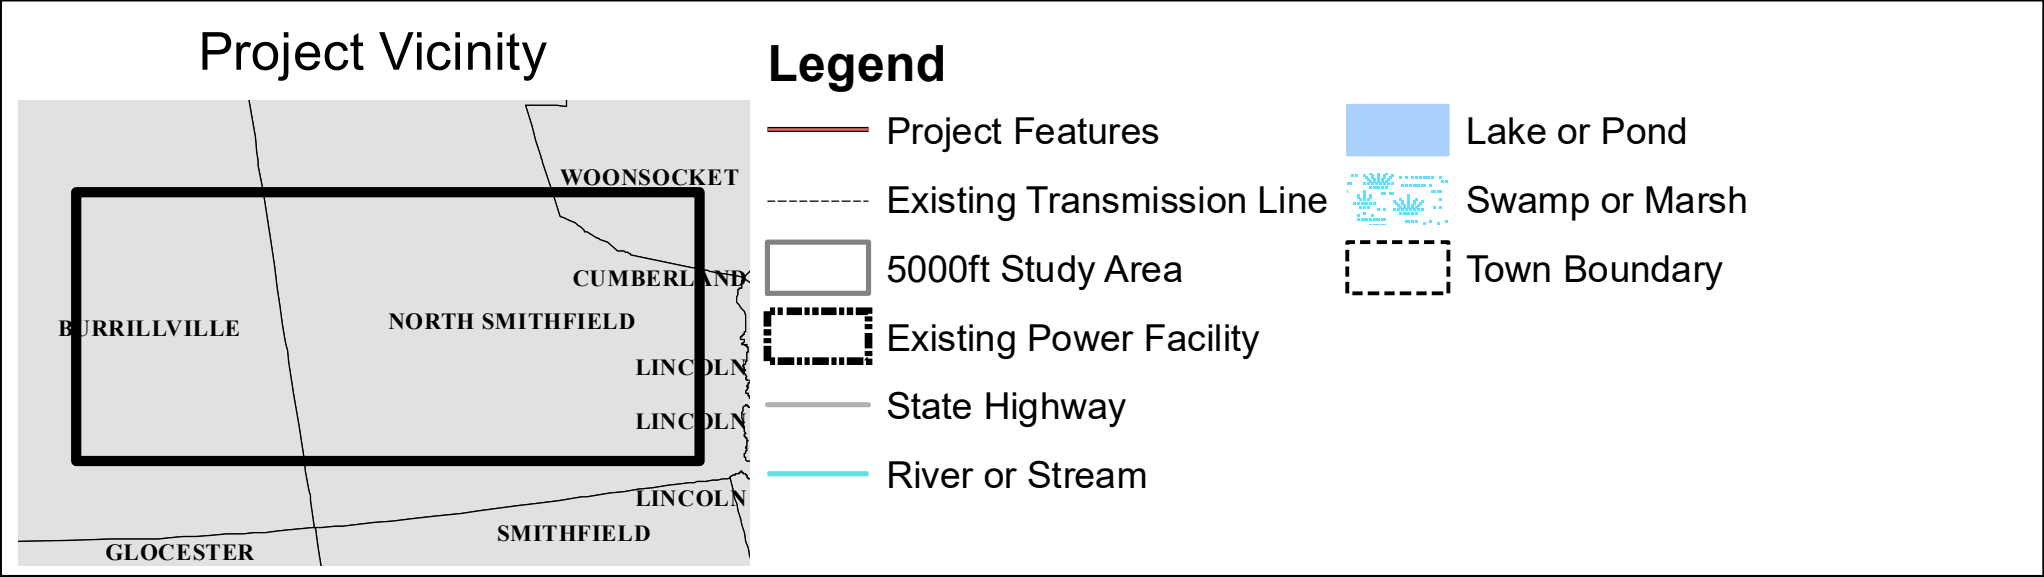 Project Vicinity
WOONSOCKET
CUMBERLAND
BURRILLVILLE
NORTH SMITHFIELD
LINCOLN
LINCOLN
LINCOLN
SMITHFIELD
GLOCESTER
Legend
Project Features
Existing Transmission Line
5000ft Study Area
Existing Power Facility
State Highway
River or Stream
Lake or Pond
Swamp or Marsh
Town Boundary